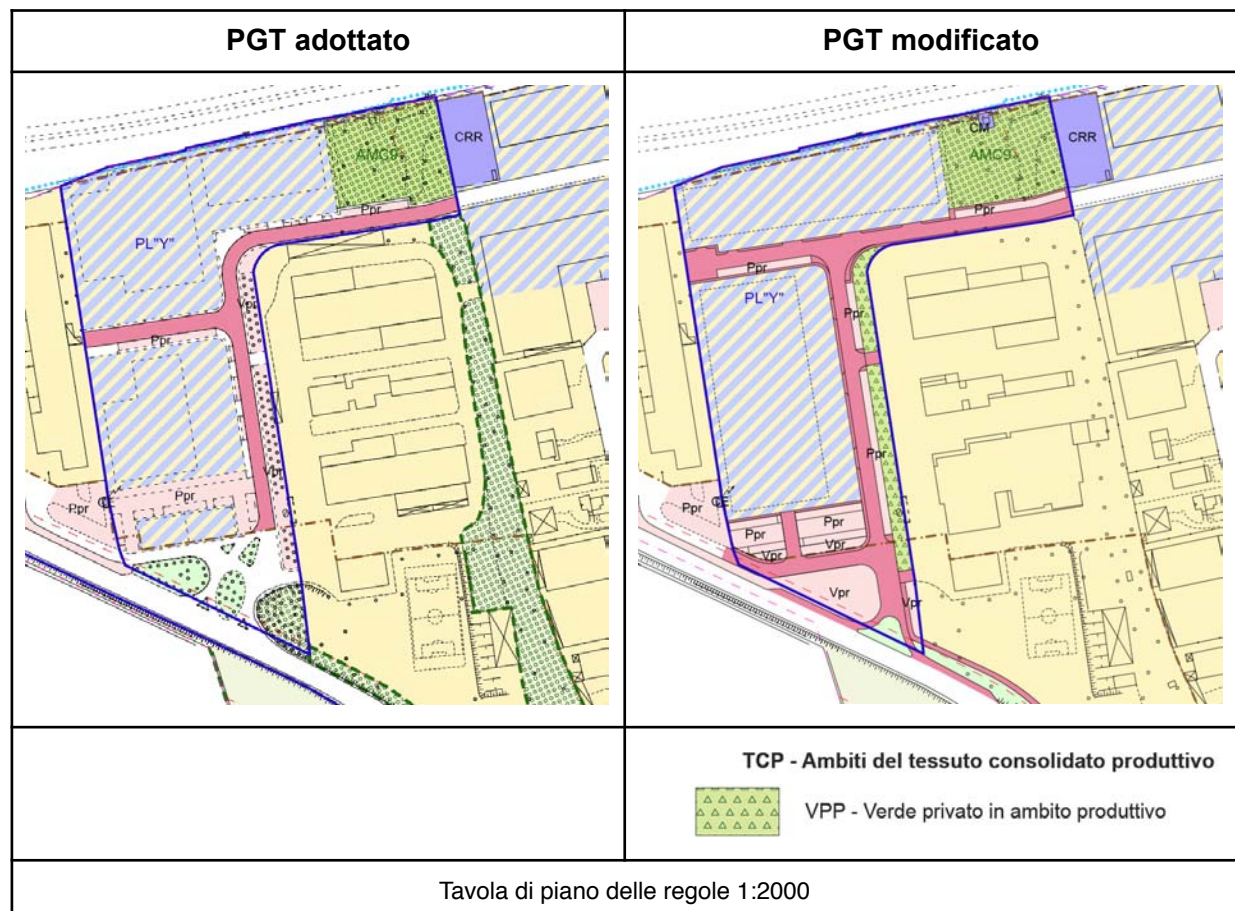 PGT adottato
PGT modificato
AMC9
CRR
Ppr
PL"Y"
Vpr
Ppr
Vpr
Ppr
Ppr
CM
AMC9
CRR
Ppr
Ppr
PL"Y"
Ppr
Ppr
Ppr
Ppr
Ppr
Vpr
Vpr
Vpr
Vpr
TCP - Ambiti del tessuto consolidato produttivo
VPP - Verde privato in ambito produttivo
Tavola di piano delle regole 1:2000